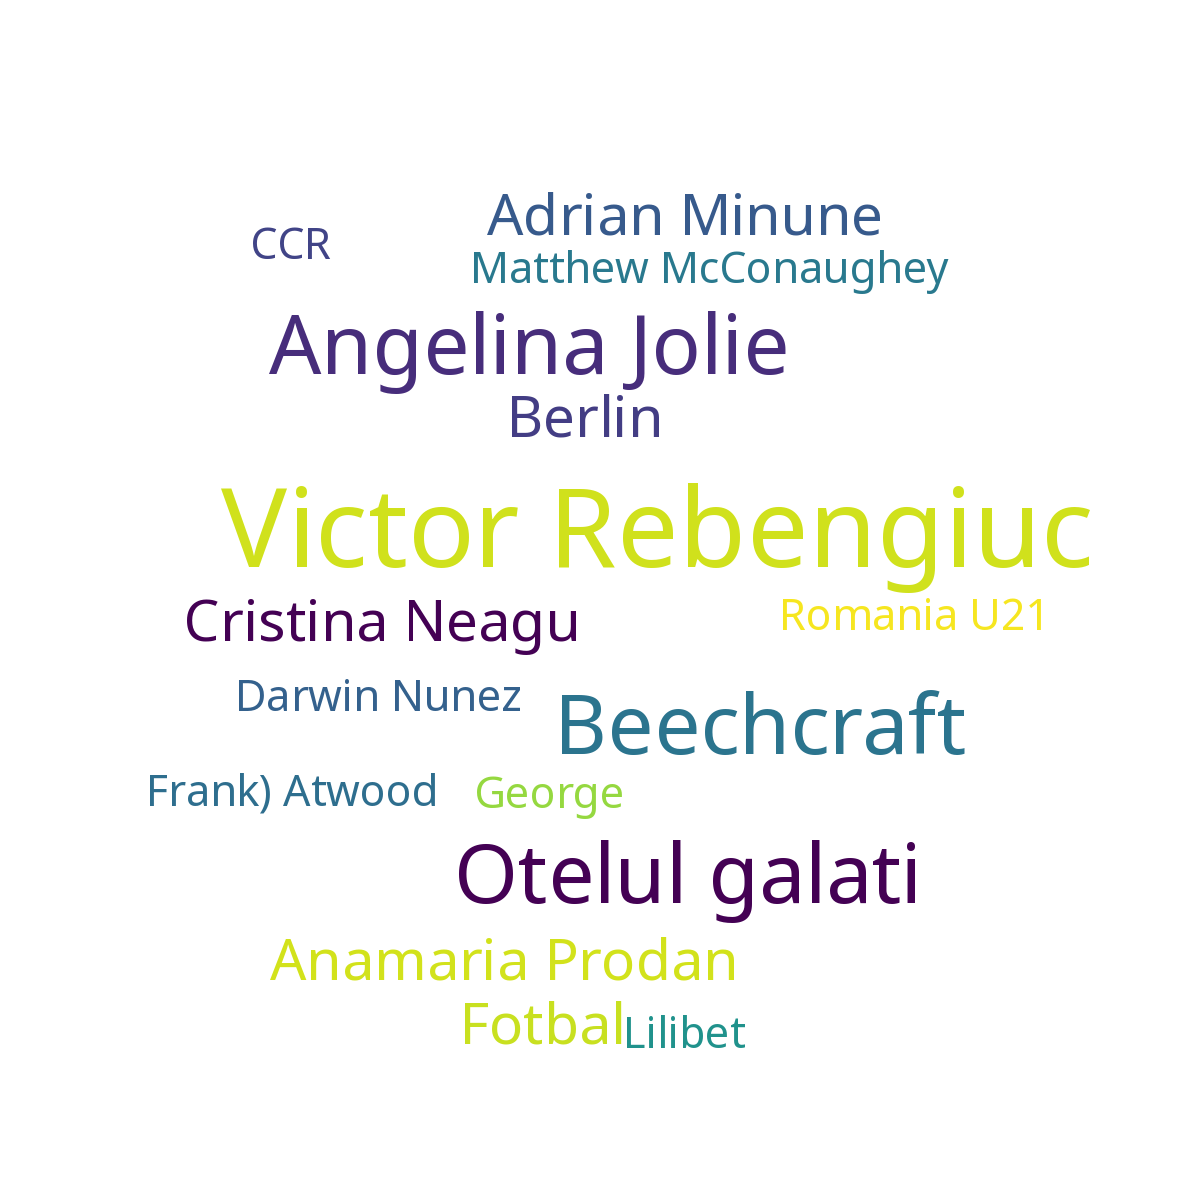 Adrian Minune
CCR
Matthew McConaughey
Angelina Jolie
Berlin
Victor Rebengiuc
Cristina Neagu
Romania U21
Darwin Nunez
Beechcraft
Frank) Atwood
George
Otelul galati
Anamaria Prodan
Fotbal
Lilibet